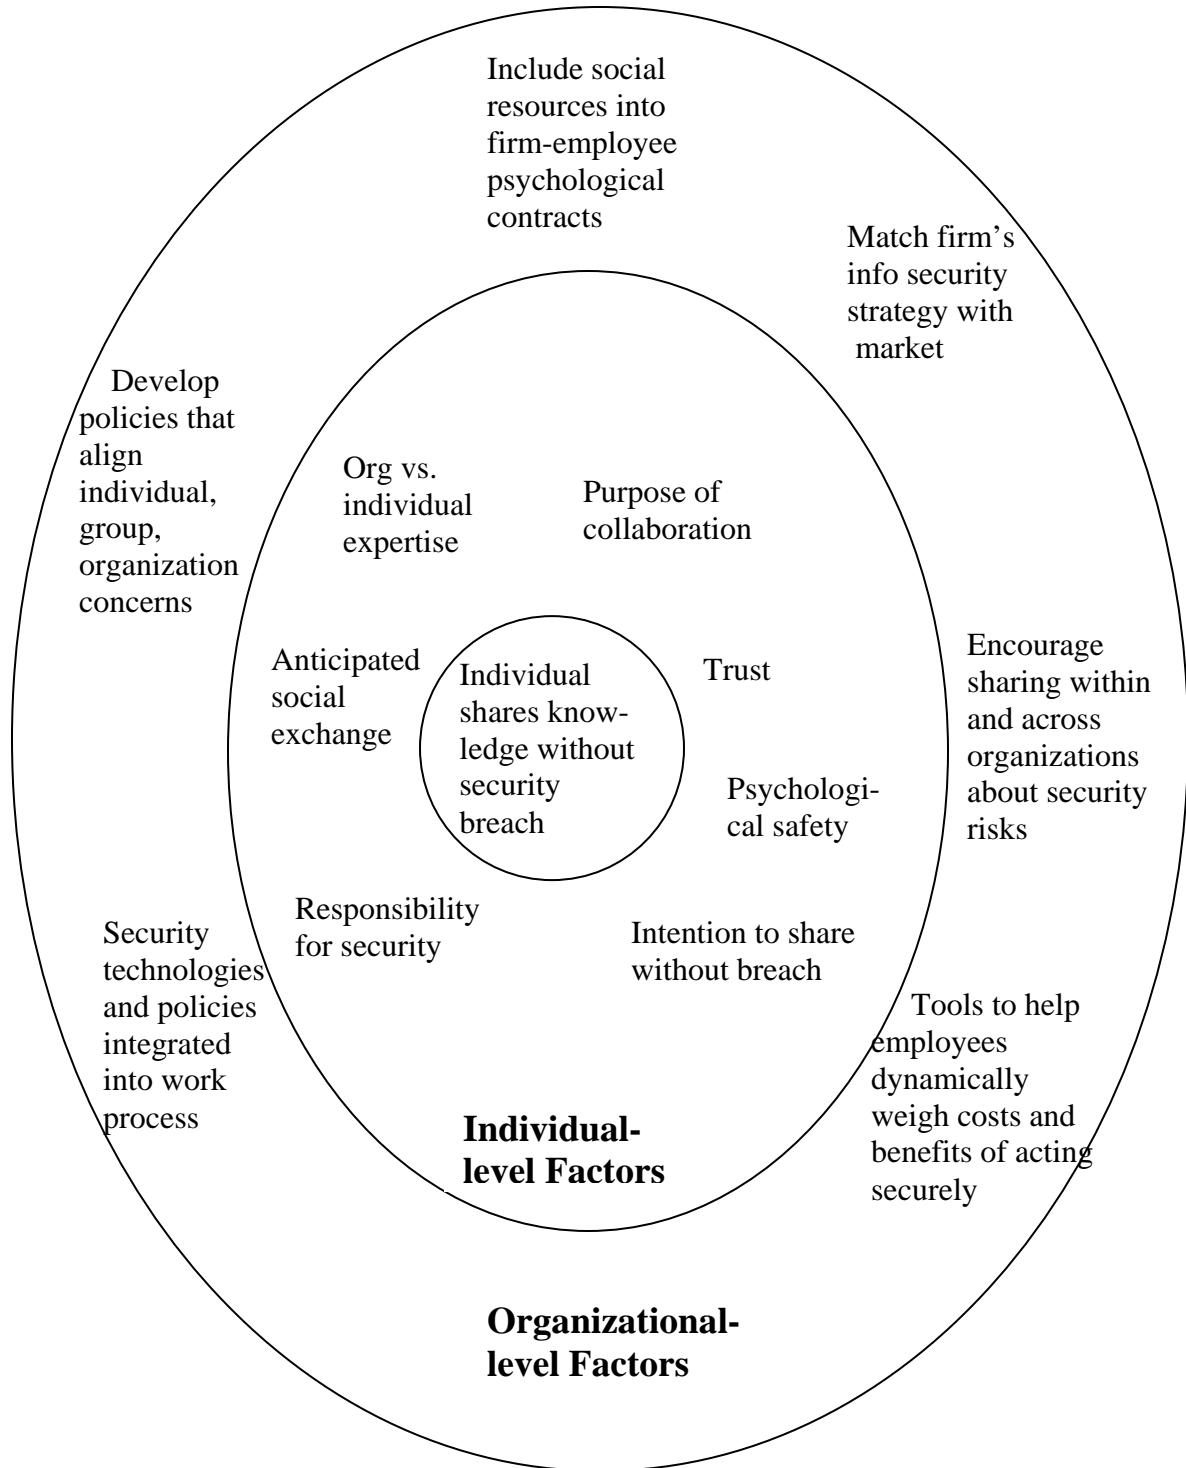 Include social
resources into
firm-employee
psychological
contracts
Match firm’s
info security
strategy with
market
Develop
policies that
align
individual,
group,
organization
concerns
Org vs.
individual
expertise
Purpose of
collaboration
Anticipated
social
exchange
Individual
shares know-
ledge without
security
breach
Trust
Psychologi-
cal safety
Encourage
sharing within
and across
organizations
about security
risks
Responsibility
for security
Intention to share
without breach
Security
technologies
and policies
integrated
into work
process
Tools to help
employees
dynamically
weigh costs and
benefits of acting
securely
Individual-
level Factors
Organizational-
level Factors